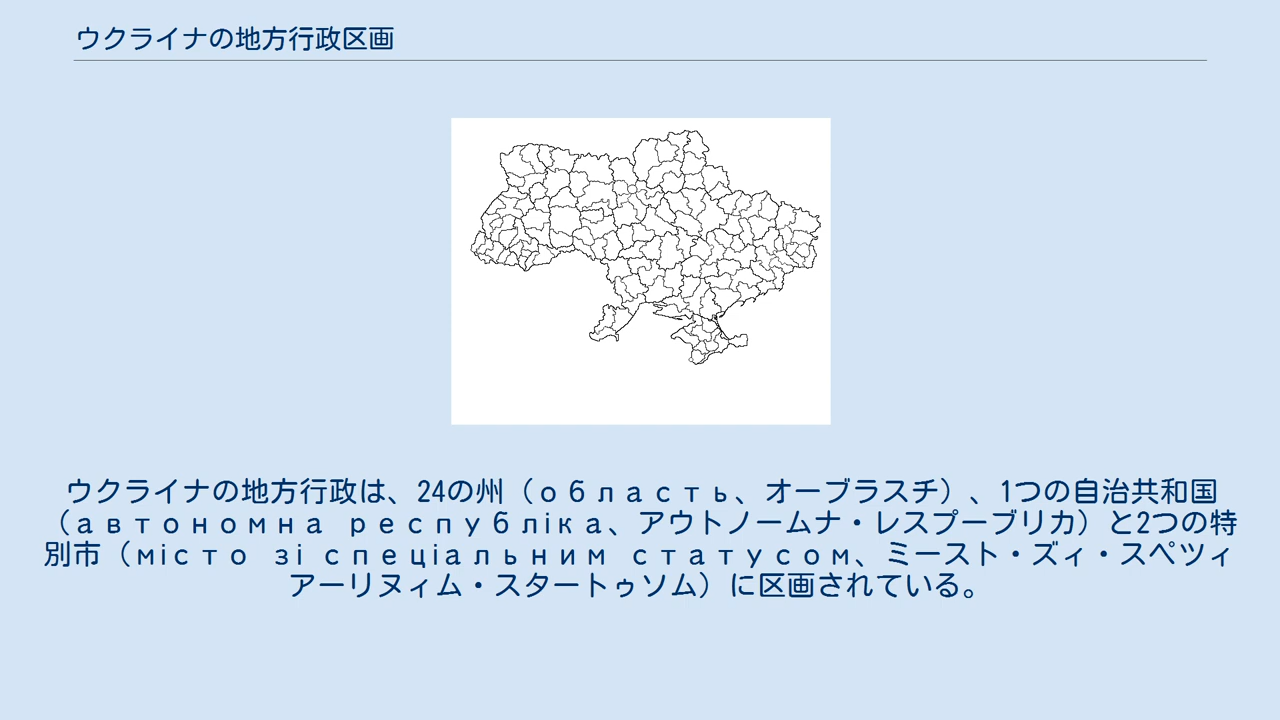 ウクライナの地方行政区画
ウクライナの地方行政は、24の州（область、オーブラスチ）、1つの自治共和国
（автономна республіка、アウトノームナ・レスプーブリカ）と2つの特
別市（місто зі спеціальним статусом、ミースト・ズィ・スペツィ
アーリヌィム・スタートゥソム）に区画されている。